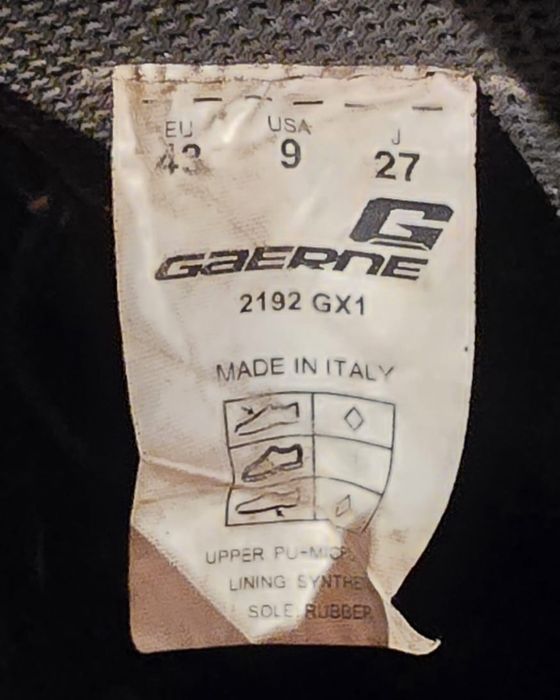 EU USA J
43 9 27
G
GAERNE
2192 GX1
MADE IN ITALY
UPPER PU-MICR
LINING SYNTHE
SOLE RUBBER